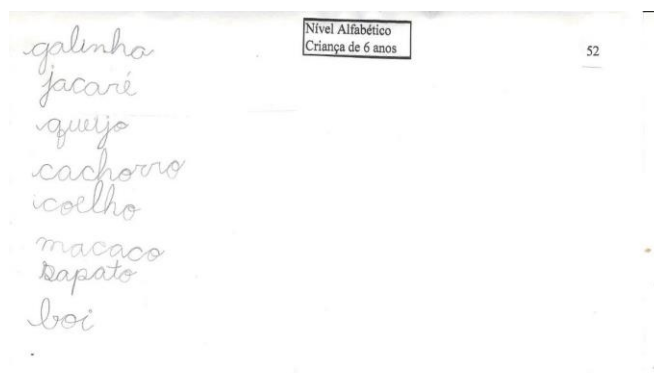 Nível Alfabético
Criança de 6 anos
52
galinha
jacaré
queijo
cachorro
coelho
macaco
sapato
boi